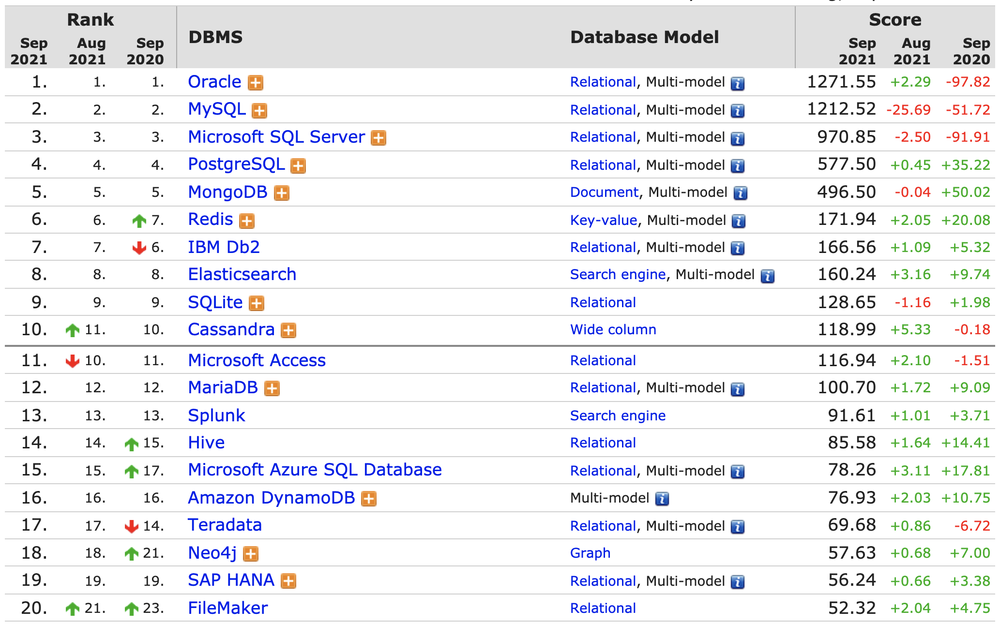 Rank DBMS Database Model Score
Sep 2021 Aug 2021 Sep 2020 Sep 2021 Aug 2021 Sep 2020
1. 1. 1. Oracle Relational, Multi-model 1271.55 +2.29 -97.82
2. 2. 2. MySQL Relational, Multi-model 1212.52 -25.69 -51.72
3. 3. 3. Microsoft SQL Server Relational, Multi-model 970.85 -2.50 -91.91
4. 4. 4. PostgreSQL Relational, Multi-model 577.50 +0.45 +35.22
5. 5. 5. MongoDB Document, Multi-model 496.50 -0.04 +50.02
6. 6. 7. Redis Key-value, Multi-model 171.94 +2.05 +20.08
7. 7. 6. IBM Db2 Relational, Multi-model 166.56 +1.09 +5.32
8. 8. 8. Elasticsearch Search engine, Multi-model 160.24 +3.16 +9.74
9. 9. 9. SQLite Relational 128.65 -1.16 +1.98
10. 11. 10. Cassandra Wide column 118.99 +5.33 -0.18
11. 10. 11. Microsoft Access Relational 116.94 +2.10 -1.51
12. 12. 12. MariaDB Relational, Multi-model 100.70 +1.72 +9.09
13. 13. 13. Splunk Search engine 91.61 +1.01 +3.71
14. 14. 15. Hive Relational 85.58 +1.64 +14.41
15. 15. 17. Microsoft Azure SQL Database Relational, Multi-model 78.26 +3.11 +17.81
16. 16. 16. Amazon DynamoDB Multi-model 76.93 +2.03 +10.75
17. 17. 14. Teradata Relational, Multi-model 69.68 +0.86 -6.72
18. 18. 21. Neo4j Graph 57.63 +0.68 +7.00
19. 19. 19. SAP HANA Relational, Multi-model 56.24 +0.66 +3.38
20. 21. 23. FileMaker Relational 52.32 +2.04 +4.75